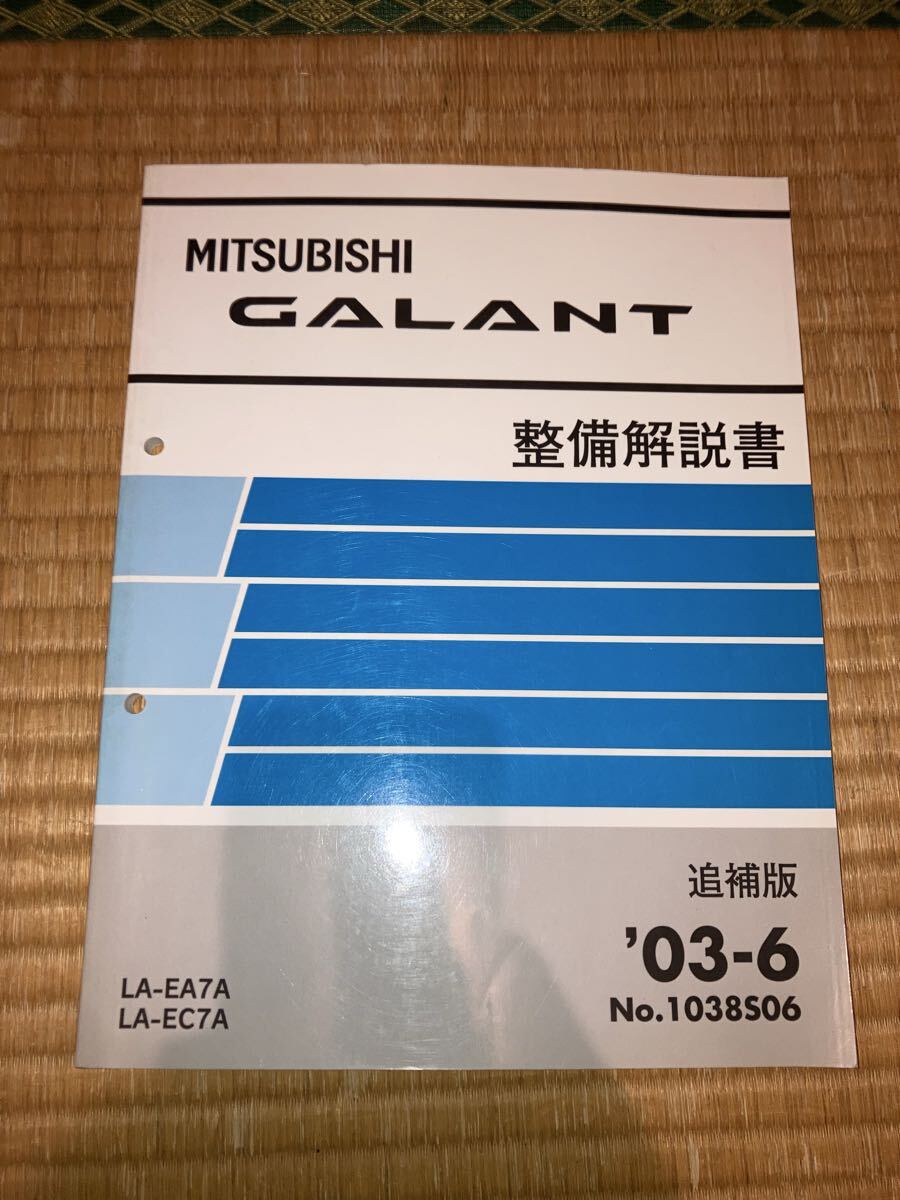 MITSUBISHI
GALANT
整備解説書
追補版
'03-6
No.1038S06
LA-EA7A
LA-EC7A